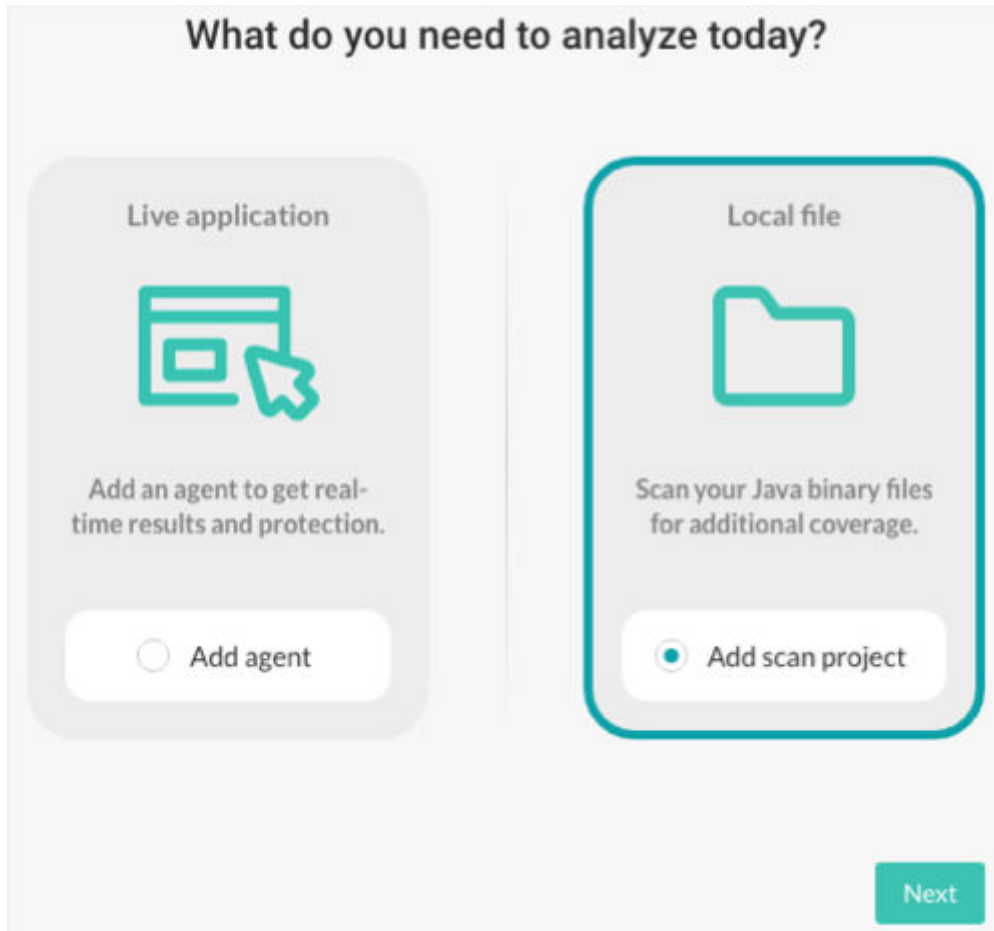 What do you need to analyze today?
Live application
Add an agent to get real-
time results and protection.
Add agent
Local file
Scan your Java binary files
for additional coverage.
Add scan project
Next